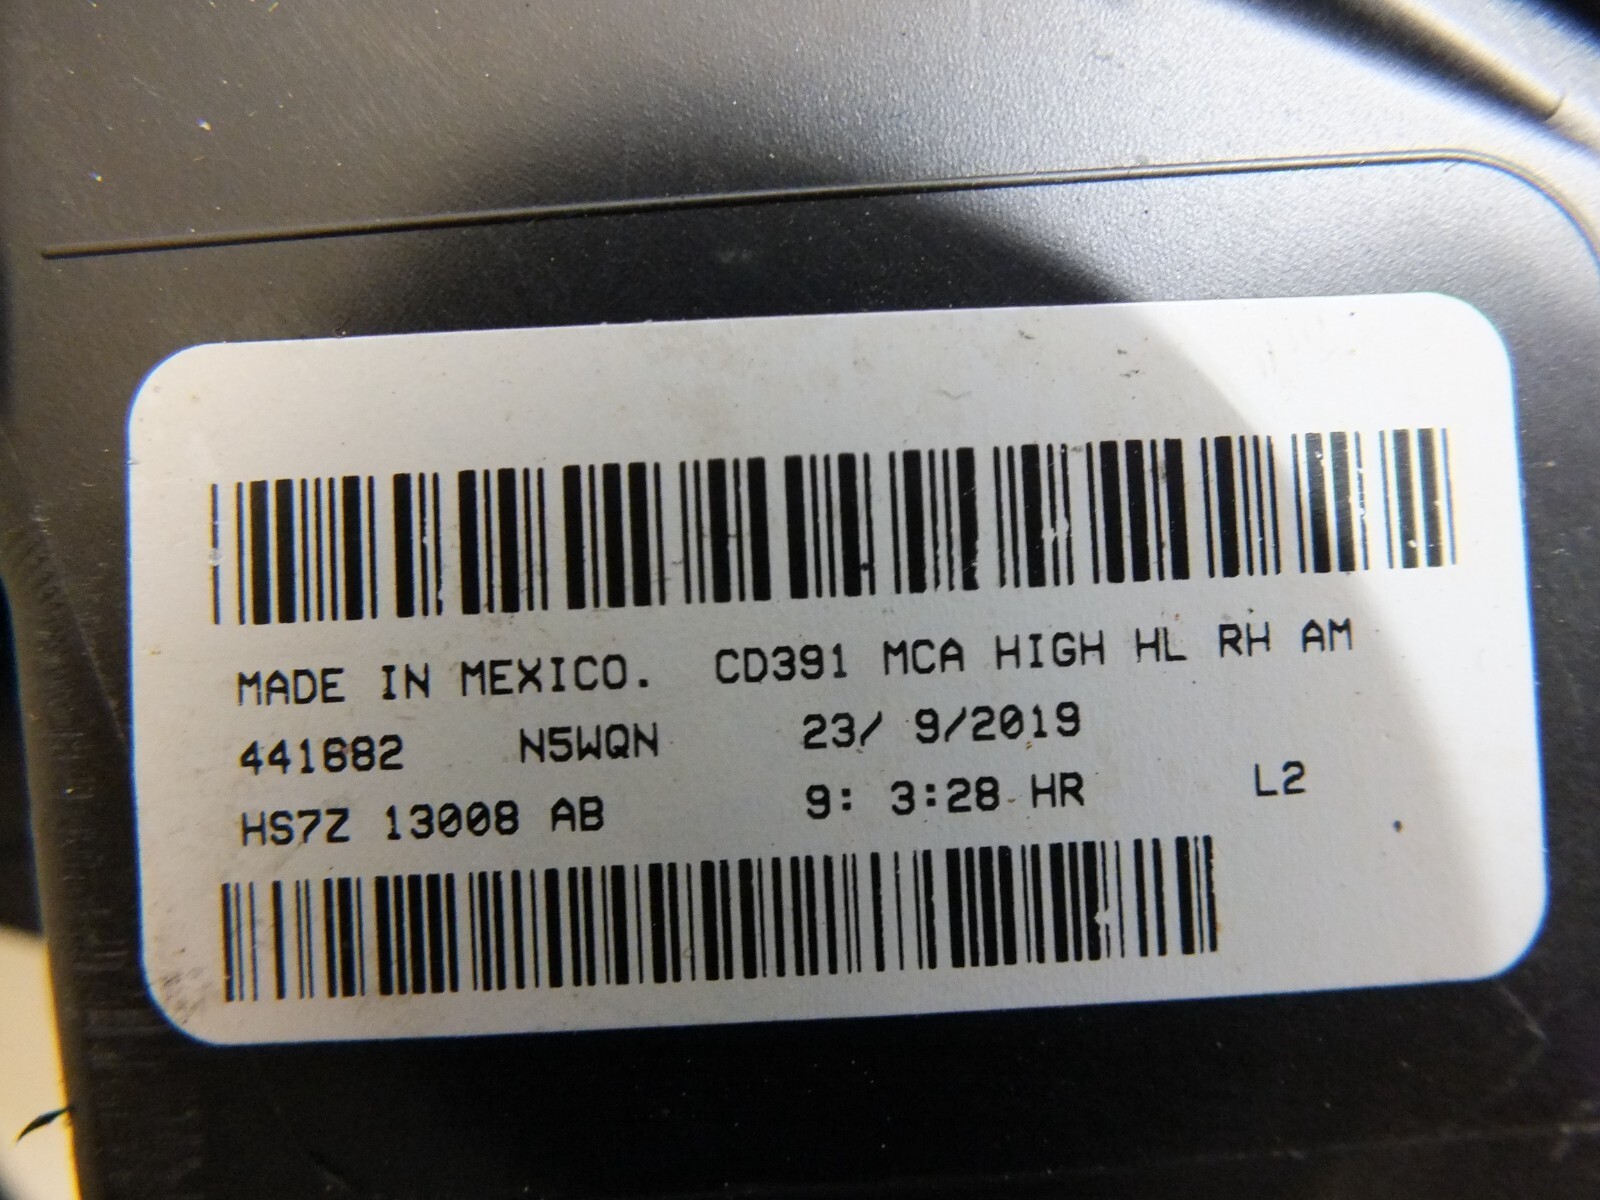 MADE IN MEXICO. CD391 MCA HIGH HL RH AM
441682 N5WQN 23/ 9/2019
HS7Z 13008 AB 9: 3:28 HR L2